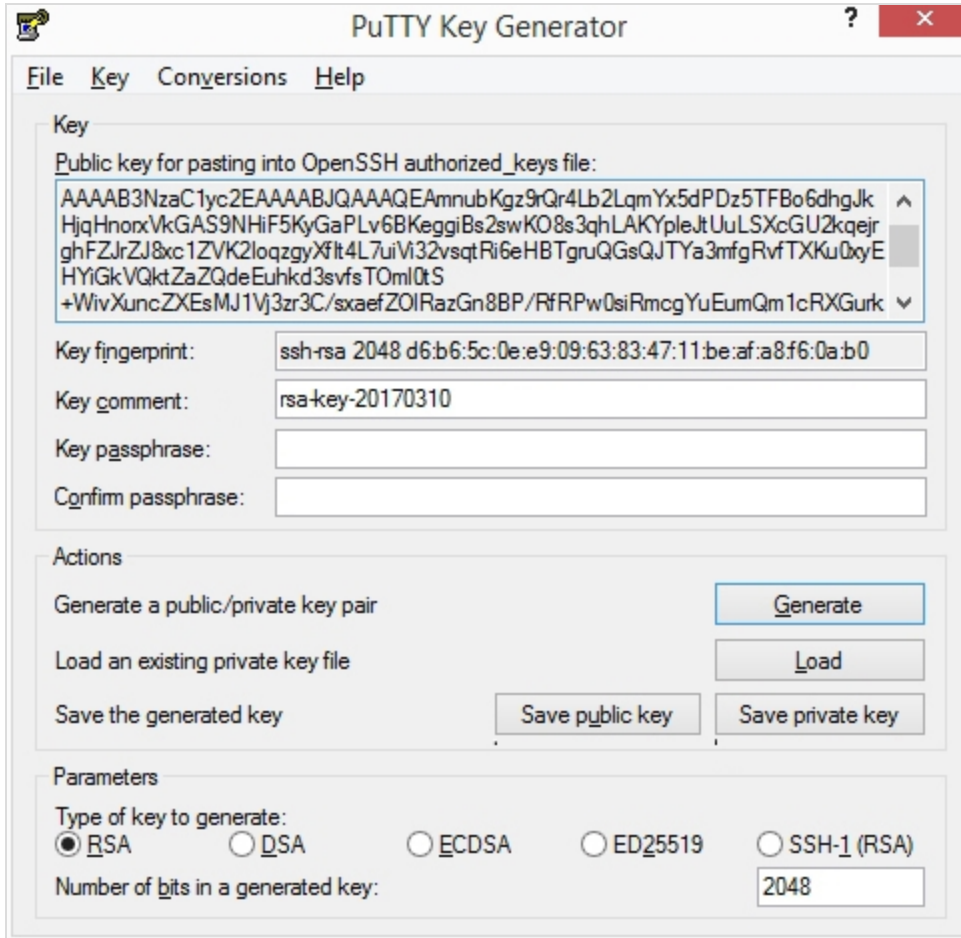 PuTTY Key Generator ?
File Key Conversions Help
Key
Public key for pasting into OpenSSH authorized_keys file:
AAAAB3NzaC1yc2EAAAABJQAAAQEAmnubKgz9rQr4Lb2LqmYx5dPDz5TFBo6dhgJk
HjqHnorxVkGAS9NHiF5KyGaPLv6BKeggiBs2swKO8s3qhLAKYpleJtUuLSXcGU2kqejr
ghFZJrZJ8xc1ZVK2loqzgyXflt4L7uiVi32vsqtRi6eHBTgruQGsQJTYa3mfgRvfTXKu0xyE
HYiGkVQktZaZQdeEuhkd3svfsTOml0tS
+WivXuncZXEsMJ1Vj3zr3C/sxaefZOIRazGn8BP/RfRPw0siRmcgYuEumQm1cRXGurk
Key fingerprint: ssh-rsa 2048 d6:b6:5c:0e:e9:09:63:83:47:11:be:af:a8:f6:0a:b0
Key comment: rsa-key-20170310
Key passphrase:
Confirm passphrase:
Actions
Generate a public/private key pair Generate
Load an existing private key file Load
Save the generated key Save public key Save private key
Parameters
Type of key to generate:
RSA DSA ECDSA ED25519 SSH-1 (RSA)
Number of bits in a generated key: 2048